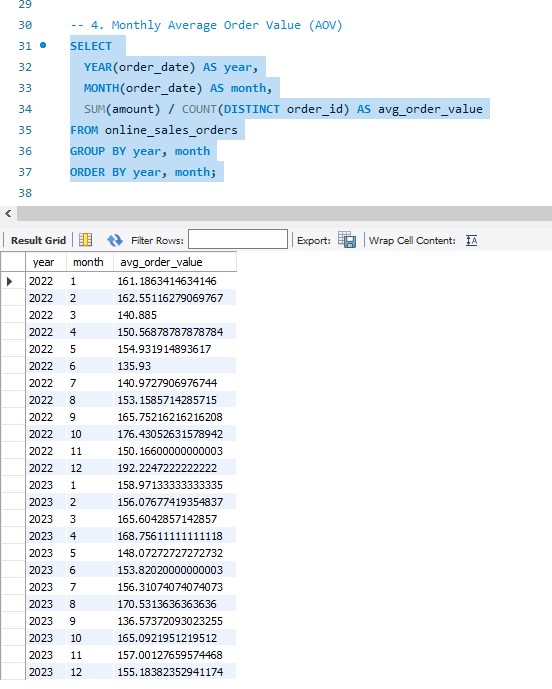 29
30 -- 4. Monthly Average Order Value (AOV)
31 SELECT
32 YEAR(order_date) AS year,
33 MONTH(order_date) AS month,
34 SUM(amount) / COUNT(DISTINCT order_id) AS avg_order_value
35 FROM online_sales_orders
36 GROUP BY year, month
37 ORDER BY year, month;
38
Result Grid Filter Rows: Export: Wrap Cell Content: IA
year month avg_order_value
2022 1 161.1863414634146
2022 2 162.55116279069767
2022 3 140.885
2022 4 150.56878787878784
2022 5 154.931914893617
2022 6 135.93
2022 7 140.9727906976744
2022 8 153.1585714285715
2022 9 165.75216216216208
2022 10 176.43052631578942
2022 11 150.16600000000003
2022 12 192.2247222222222
2023 1 158.97133333333335
2023 2 156.07677419354837
2023 3 165.6042857142857
2023 4 168.75611111111118
2023 5 148.07272727272732
2023 6 153.82020000000003
2023 7 156.31074074074073
2023 8 170.5313636363636
2023 9 136.57372093023255
2023 10 165.0921951219512
2023 11 157.00127659574468
2023 12 155.18382352941174